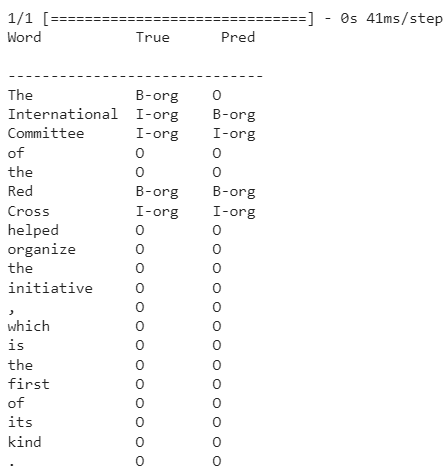 1/1 [==============================] - 0s 41ms/step
Word True Pred
------------------------------
The B-org O
International I-org B-org
Committee I-org I-org
of O O
the O O
Red B-org B-org
Cross I-org I-org
helped O O
organize O O
the O O
initiative O O
, O O
which O O
is O O
the O O
first O O
of O O
its O O
kind O O
. O O